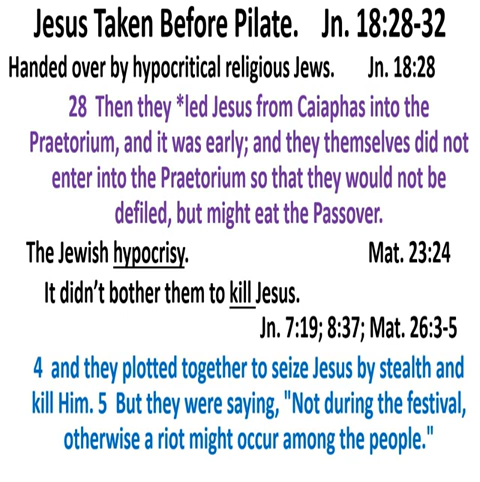 Jesus Taken Before Pilate. Jn. 18:28-32
Handed over by hypocritical religious Jews. Jn. 18:28
28 Then they *led Jesus from Caiaphas into the
Praetorium, and it was early; and they themselves did not
enter into the Praetorium so that they would not be
defiled, but might eat the Passover.
The Jewish hypocrisy. Mat. 23:24
It didn't bother them to kill Jesus.
Jn. 7:19; 8:37; Mat. 26:3-5
4 and they plotted together to seize Jesus by stealth and
kill Him. 5 But they were saying, "Not during the festival,
otherwise a riot might occur among the people."